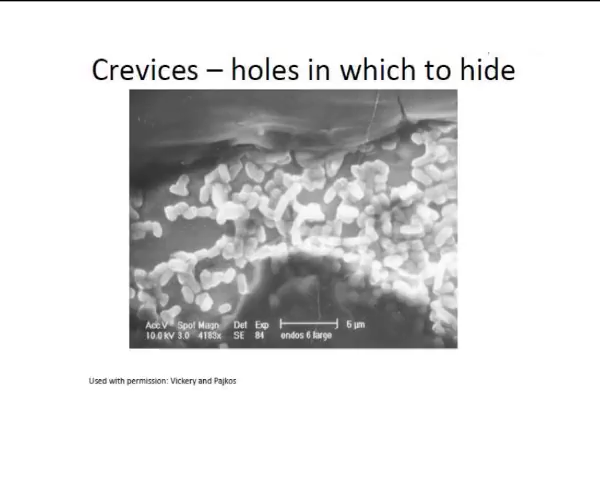 Crevices – holes in which to hide
Acc.V Spot Magn Det Exp 5 µm
10.0 kV 3.0 4183x SE 84 endos 6 large
Used with permission: Vickery and Pajkos